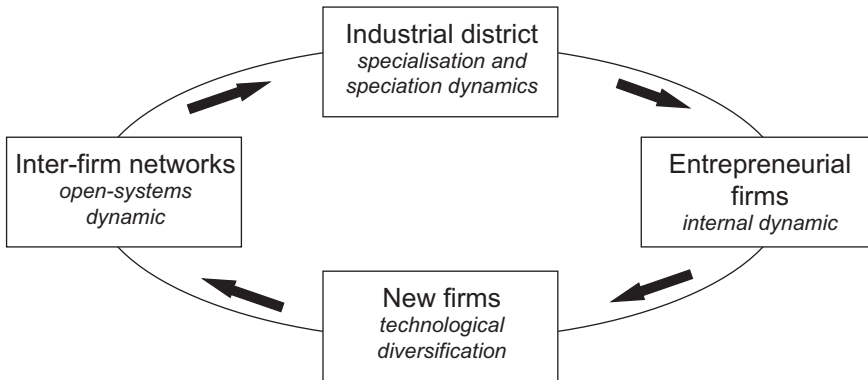 Industrial district
specialisation and
speciation dynamics
Inter-firm networks
open-systems
dynamic
Entrepreneurial
firms
internal dynamic
New firms
technological
diversification